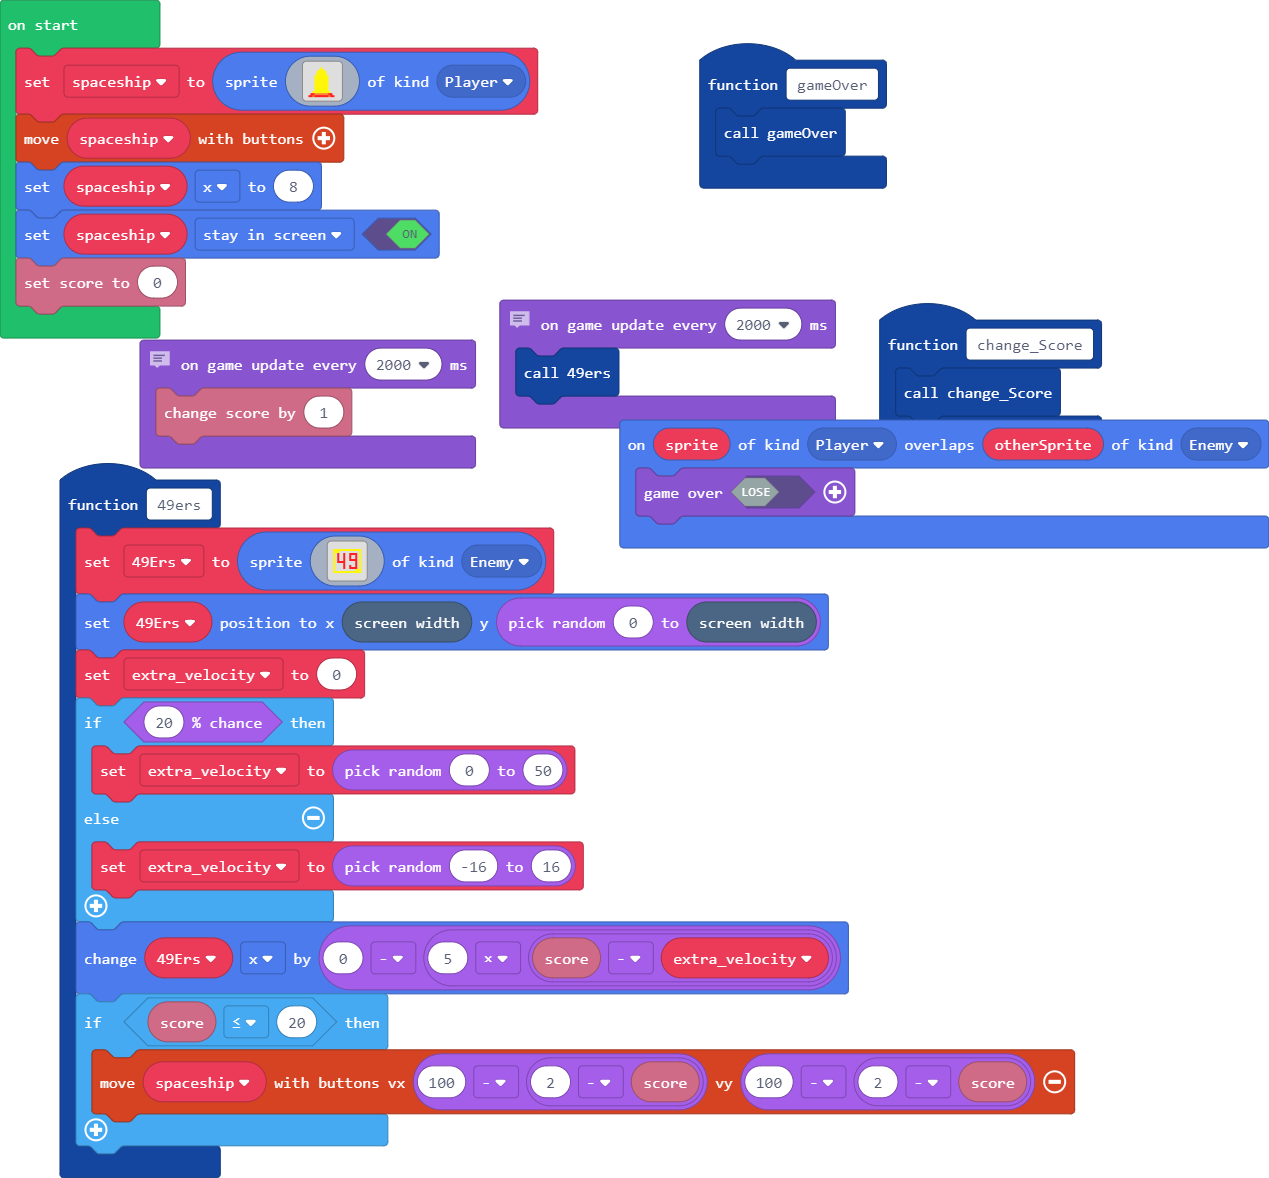 on start
set spaceship to sprite of kind Player
move spaceship with buttons
set spaceship x to 8
set spaceship stay in screen ON
set score to 0
function gameOver
call gameOver
on game update every 2000 ms
call 49ers
function change_Score
call change_Score
on game update every 2000 ms
change score by 1
on sprite of kind Player overlaps otherSprite of kind Enemy
game over LOSE
function 49ers
set 49Ers to sprite 49 of kind Enemy
set 49Ers position to x screen width y pick random 0 to screen width
set extra_velocity to 0
if 20 % chance then
set extra_velocity to pick random 0 to 50
else
set extra_velocity to pick random -16 to 16
change 49Ers x by 0 - 5 × score - extra_velocity
if score ≤ 20 then
move spaceship with buttons vx 100 - 2 - score vy 100 - 2 - score